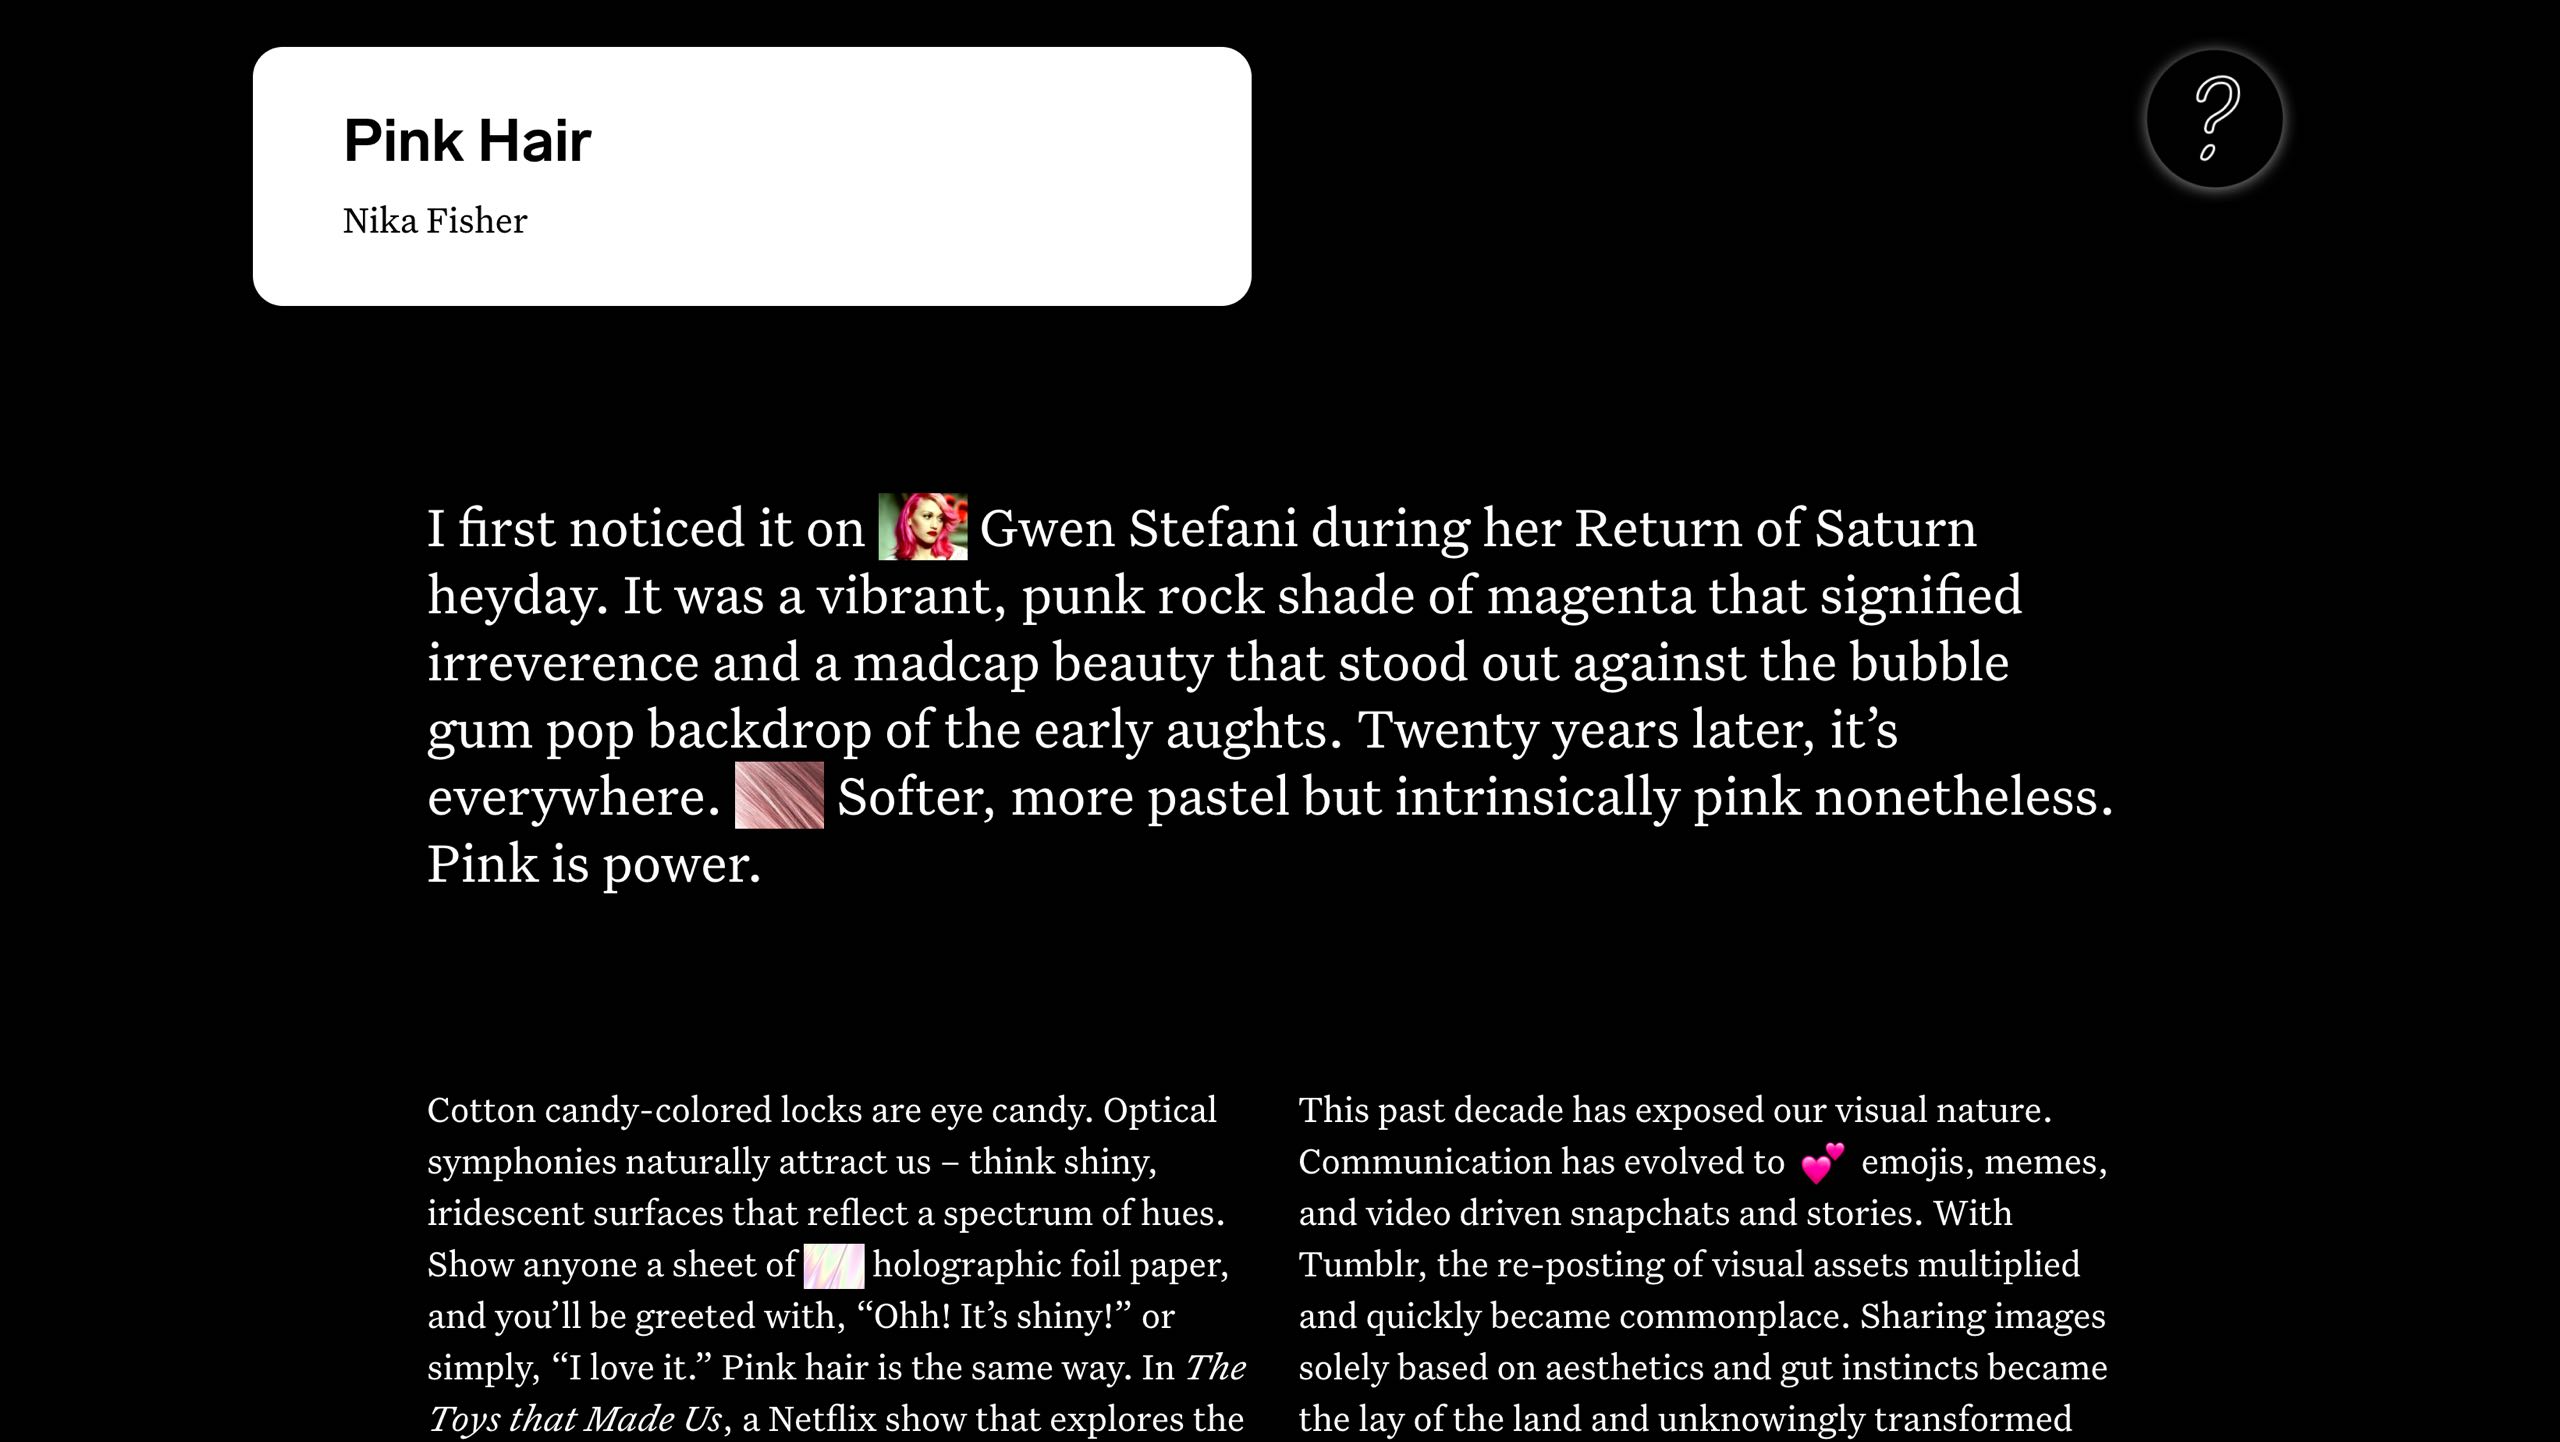 Pink Hair
Nika Fisher
?
I first noticed it on Gwen Stefani during her Return of Saturn
heyday. It was a vibrant, punk rock shade of magenta that signified
irreverence and a madcap beauty that stood out against the bubble
gum pop backdrop of the early aughts. Twenty years later, it’s
everywhere. Softer, more pastel but intrinsically pink nonetheless.
Pink is power.
Cotton candy-colored locks are eye candy. Optical
symphonies naturally attract us – think shiny,
iridescent surfaces that reflect a spectrum of hues.
Show anyone a sheet of holographic foil paper,
and you’ll be greeted with, “Ohh! It’s shiny!” or
simply, “I love it.” Pink hair is the same way. In The
Toys that Made Us, a Netflix show that explores the
This past decade has exposed our visual nature.
Communication has evolved to 💕 emojis, memes,
and video driven snapchats and stories. With
Tumblr, the re-posting of visual assets multiplied
and quickly became commonplace. Sharing images
solely based on aesthetics and gut instincts became
the lay of the land and unknowingly transformed